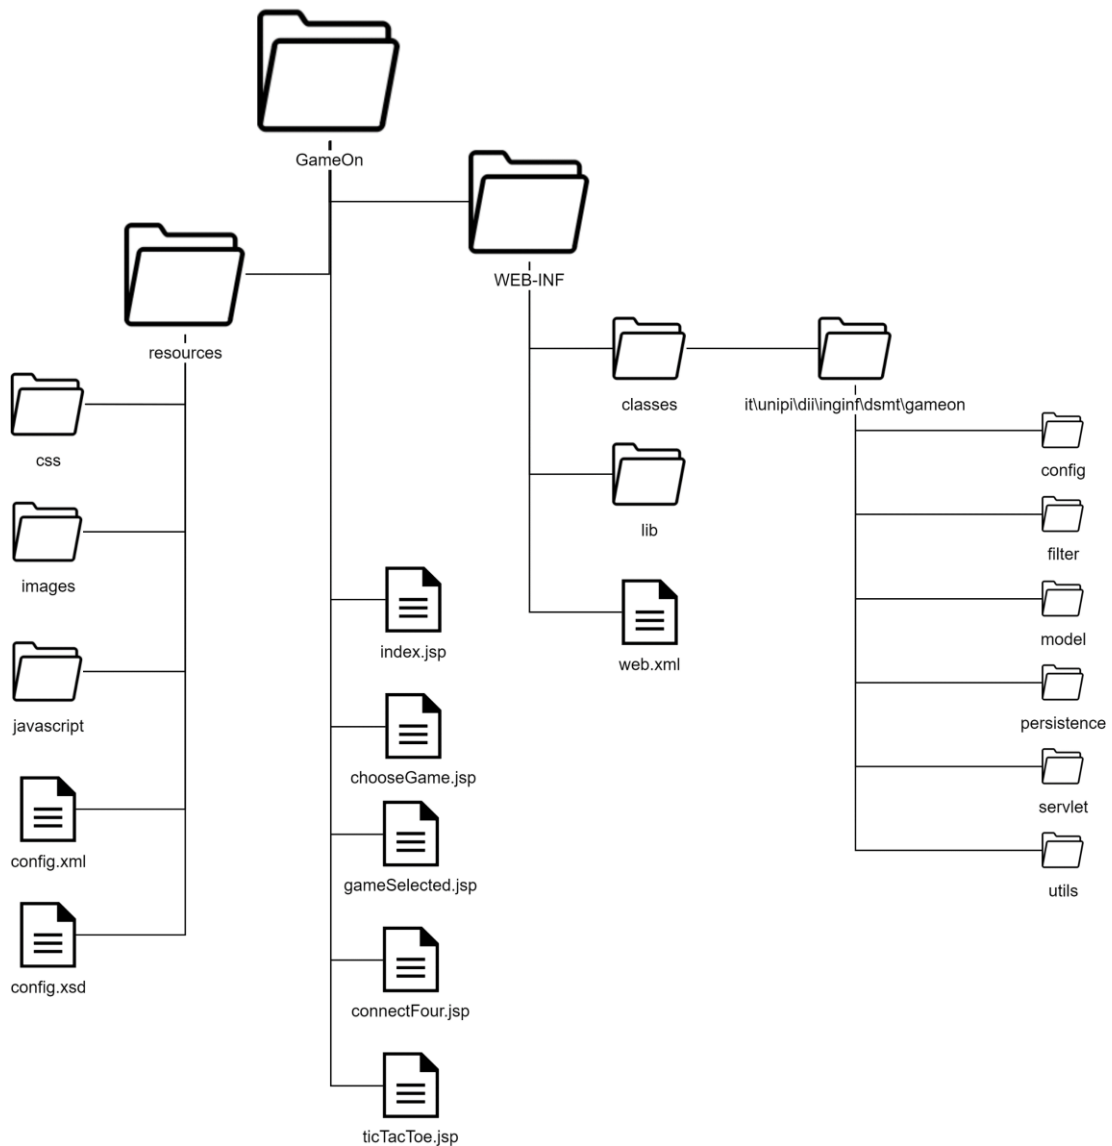 GameOn
WEB-INF
resources
classes
it\unipi\dii\inginf\dsmt\gameon
css
config
lib
filter
images
index.jsp
model
web.xml
javascript
persistence
chooseGame.jsp
servlet
config.xml
gameSelected.jsp
utils
config.xsd
connectFour.jsp
ticTacToe.jsp